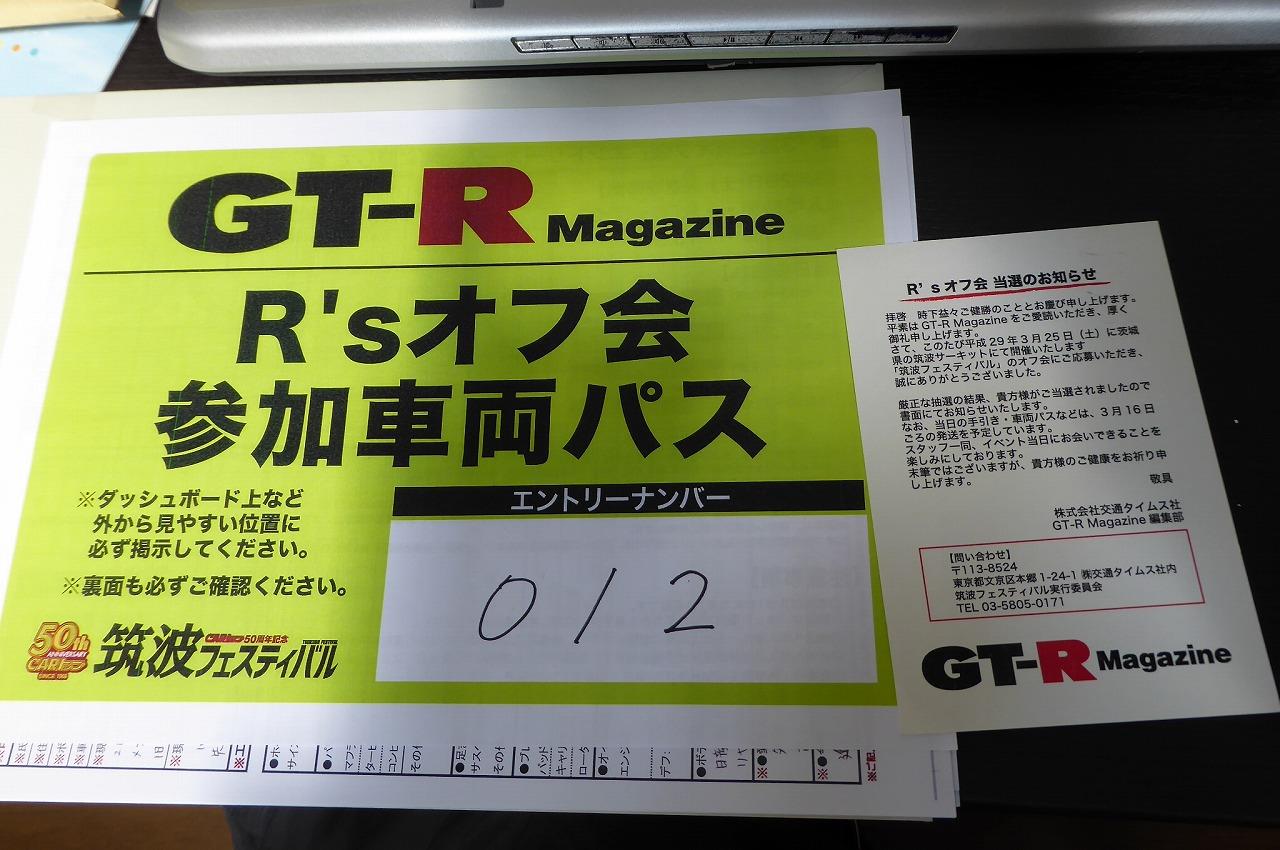 GT-R Magazine
R'sオフ会
参加車両パス
※ダッシュボード上など
外から見やすい位置に
必ず掲示してください。
※裏面も必ずご確認ください。
エントリーナンバー
012
50th
ANNIVERSARY
SINCE 1966
50周年記念
筑波フェスティバル
R'sオフ会 当選のお知らせ
拝啓 時下益々ご健勝のこととお慶び申し上げます。
平素は GT-R Magazine をご愛読いただき、厚く
御礼申し上げます。
さて、このたび平成 29 年 3 月 25 日（土）に茨城
県の筑波サーキットにて開催いたします
「筑波フェスティバル」のオフ会にご応募いただき、
誠にありがとうございました。
厳正な抽選の結果、貴方様がご当選されましたので
書面にてお知らせいたします。
なお、当日の手引き・車両パスなどは、3 月 16 日
ごろの発送を予定しています。
スタッフ一同、イベント当日にお会いできることを
楽しみにしております。
末筆ではございますが、貴方様のご健康をお祈り申
し上げます。
敬具
株式会社交通タイムス社
GT-R Magazine 編集部
【問い合わせ】
〒113-8524
東京都文京区本郷 1-24-1 ㈱交通タイムス社内
筑波フェスティバル実行委員会
TEL 03-5805-0171
GT-R Magazine